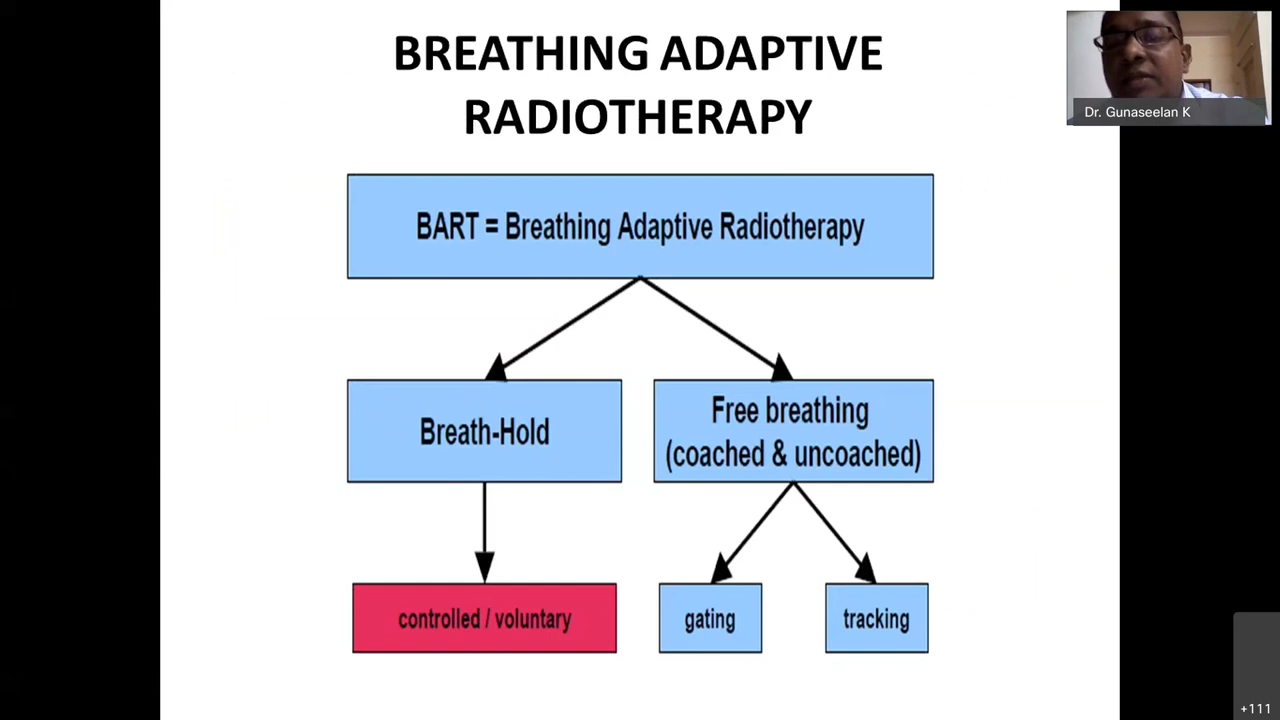 BREATHING ADAPTIVE
RADIOTHERAPY
Dr. Gunaseelan K
BART = Breathing Adaptive Radiotherapy
Breath-Hold
Free breathing
(coached & uncoached)
controlled / voluntary
gating
tracking
+111